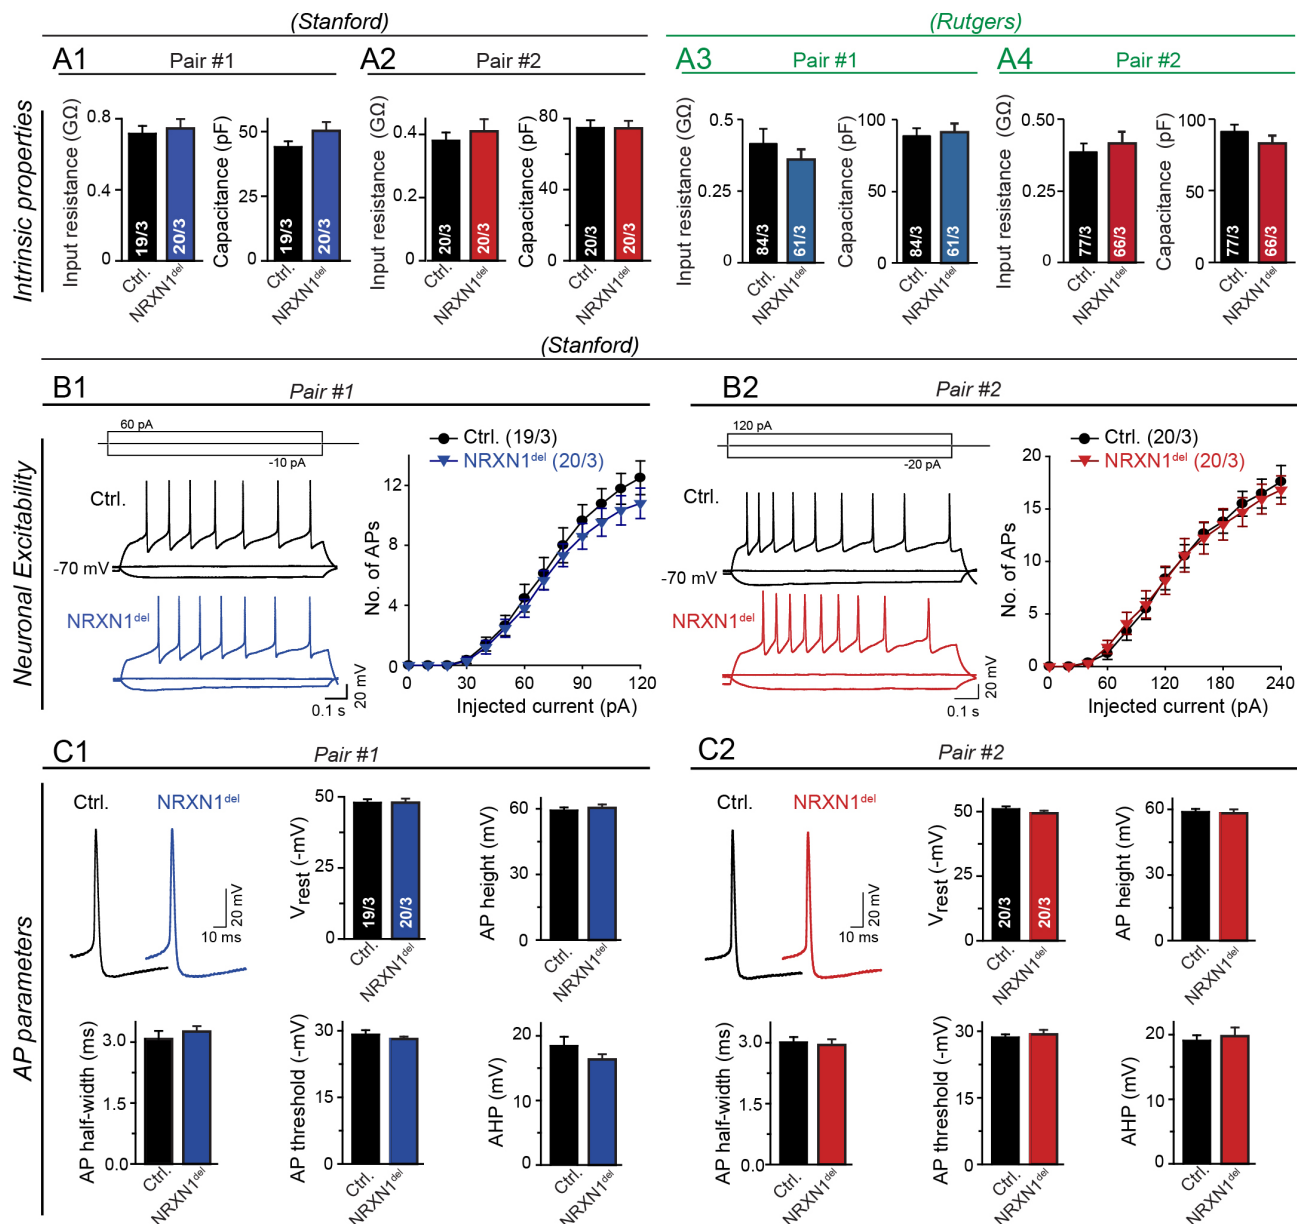 (Stanford)
(Rutgers)
A1
Pair #1
A2
Pair #2
A3
Pair #1
A4
Pair #2
Intrinsic properties
Input resistance (GΩ)
0.8
0.4
0
19/3
20/3
Ctrl.
NRXN1del
Capacitance (pF)
50
25
0
19/3
20/3
Ctrl.
NRXN1del
Input resistance (GΩ)
0.4
0.2
0
20/3
20/3
Ctrl.
NRXN1del
Capacitance (pF)
80
40
0
20/3
20/3
Ctrl.
NRXN1del
Input resistance (GΩ)
0.5
0.25
0
84/3
61/3
Ctrl.
NRXN1del
Capacitance (pF)
100
50
0
84/3
61/3
Ctrl.
NRXN1del
Input resistance (GΩ)
0.5
0.25
0
77/3
66/3
Ctrl.
NRXN1del
Capacitance (pF)
100
50
0
77/3
66/3
Ctrl.
NRXN1del
(Stanford)
Neuronal Excitability
B1
Pair #1
60 pA
-10 pA
Ctrl.
-70 mV
NRXN1del
20 mV
0.1 s
Ctrl. (19/3)
NRXN1del (20/3)
No. of APs
12
8
4
0
0
30
60
90
120
Injected current (pA)
B2
Pair #2
120 pA
-20 pA
Ctrl.
-70 mV
NRXN1del
20 mV
0.1 s
Ctrl. (20/3)
NRXN1del (20/3)
No. of APs
20
15
10
5
0
0
60
120
180
240
Injected current (pA)
AP parameters
C1
Pair #1
Ctrl.
NRXN1del
20 mV
10 ms
Vrest (-mV)
50
25
0
19/3
20/3
Ctrl.
NRXN1del
AP height (mV)
60
30
0
Ctrl.
NRXN1del
AP half-width (ms)
3.0
1.5
0.0
Ctrl.
NRXN1del
AP threshold (-mV)
30
15
0
Ctrl.
NRXN1del
AHP (mV)
20
10
0
Ctrl.
NRXN1del
C2
Pair #2
Ctrl.
NRXN1del
20 mV
10 ms
Vrest (-mV)
50
25
0
20/3
20/3
Ctrl.
NRXN1del
AP height (mV)
60
30
0
Ctrl.
NRXN1del
AP half-width (ms)
3.0
1.5
0.0
Ctrl.
NRXN1del
AP threshold (-mV)
30
15
0
Ctrl.
NRXN1del
AHP (mV)
20
10
0
Ctrl.
NRXN1del